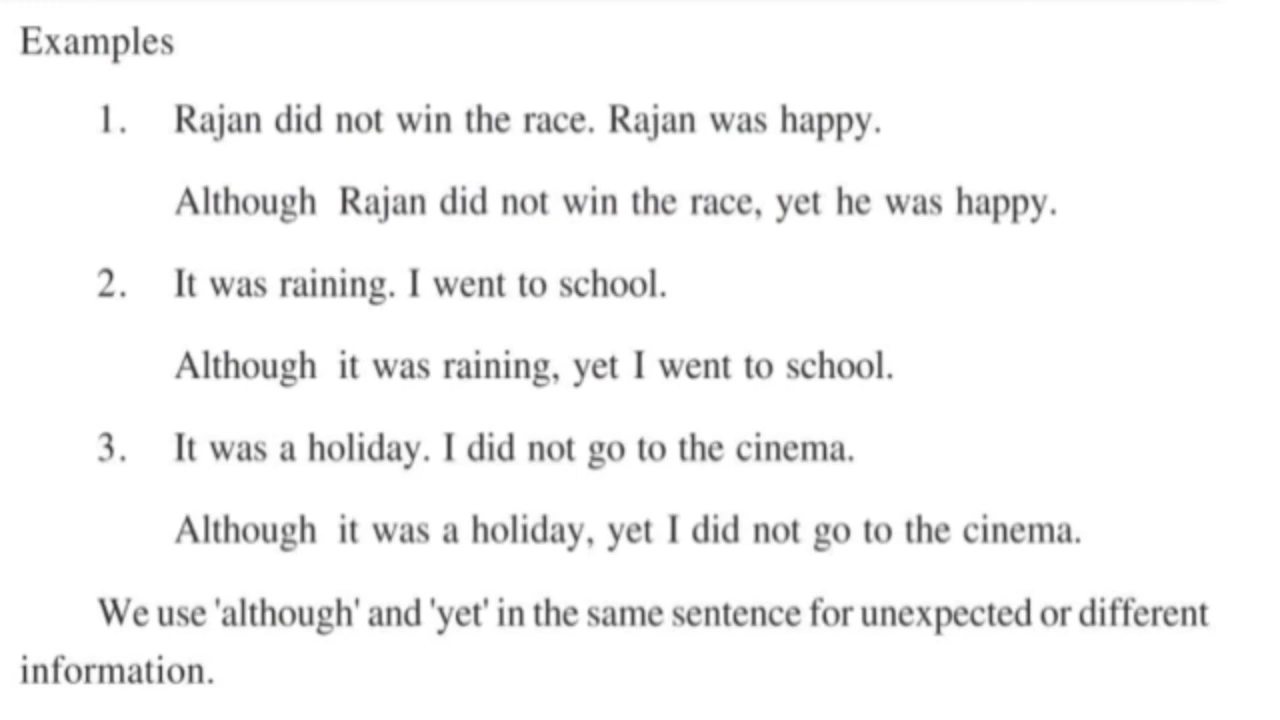 Examples
1. Rajan did not win the race. Rajan was happy.
Although Rajan did not win the race, yet he was happy.
2. It was raining. I went to school.
Although it was raining, yet I went to school.
3. It was a holiday. I did not go to the cinema.
Although it was a holiday, yet I did not go to the cinema.
We use 'although' and 'yet' in the same sentence for unexpected or different
information.